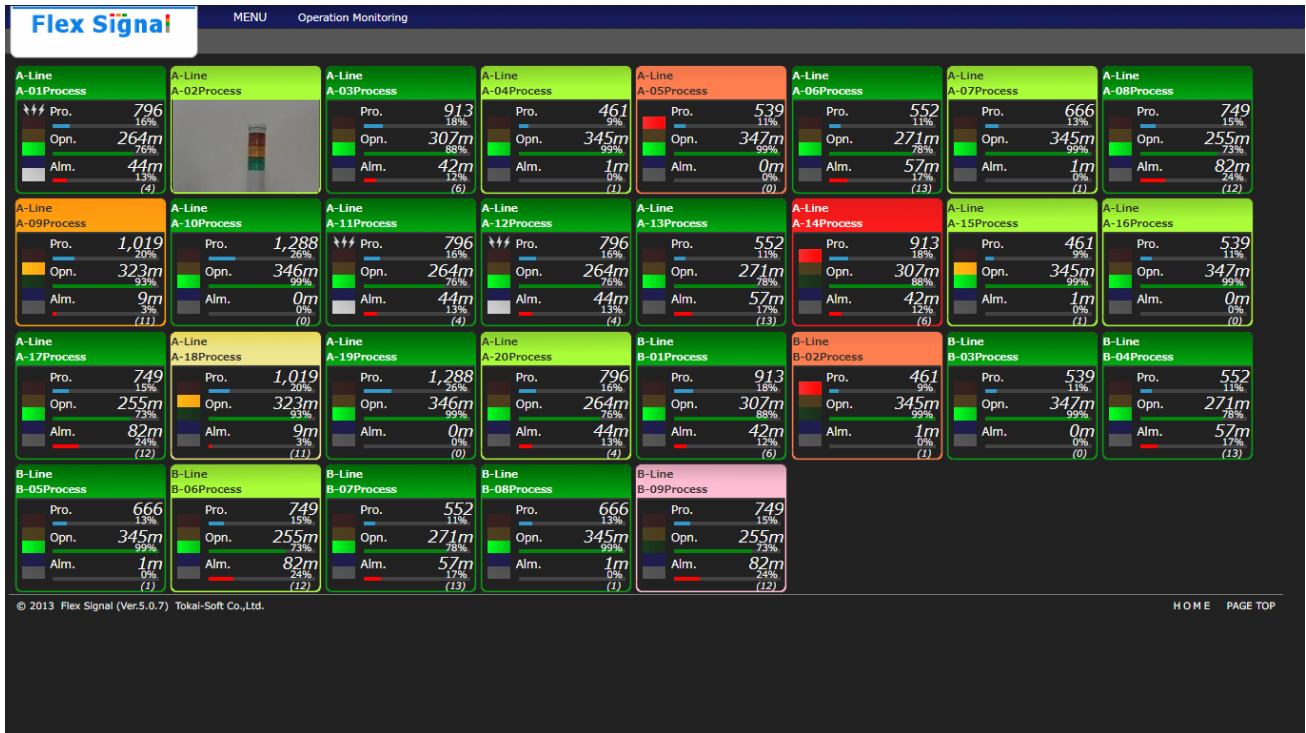 Flex Signal
MENU Operation Monitoring
A-Line A-Line A-Line A-Line A-Line A-Line A-Line A-Line
A-01Process A-02Process A-03Process A-04Process A-05Process A-06Process A-07Process A-08Process
Pro. 796 Pro. 913 Pro. 461 Pro. 539 Pro. 552 Pro. 666 Pro. 749
16% 18% 9% 11% 11% 13% 15%
Opn. 264m Opn. 307m Opn. 345m Opn. 347m Opn. 271m Opn. 345m Opn. 255m
76% 88% 99% 99% 78% 99% 73%
Alm. 44m Alm. 42m Alm. 1m Alm. 0m Alm. 57m Alm. 1m Alm. 82m
13% 12% 0% 0% 17% 0% 24%
(4) (6) (1) (0) (13) (1) (12)
A-Line A-Line A-Line A-Line A-Line A-Line A-Line A-Line
A-09Process A-10Process A-11Process A-12Process A-13Process A-14Process A-15Process A-16Process
Pro. 1,019 Pro. 1,288 Pro. 796 Pro. 796 Pro. 552 Pro. 913 Pro. 461 Pro. 539
20% 26% 16% 16% 11% 18% 9% 11%
Opn. 323m Opn. 346m Opn. 264m Opn. 264m Opn. 271m Opn. 307m Opn. 345m Opn. 347m
93% 99% 76% 76% 78% 88% 99% 99%
Alm. 9m Alm. 0m Alm. 44m Alm. 44m Alm. 57m Alm. 42m Alm. 1m Alm. 0m
3% 0% 13% 13% 17% 12% 0% 0%
(11) (0) (4) (4) (13) (6) (1) (0)
A-Line A-Line A-Line A-Line B-Line B-Line B-Line B-Line
A-17Process A-18Process A-19Process A-20Process B-01Process B-02Process B-03Process B-04Process
Pro. 749 Pro. 1,019 Pro. 1,288 Pro. 796 Pro. 913 Pro. 461 Pro. 539 Pro. 552
15% 20% 26% 16% 18% 9% 11% 11%
Opn. 255m Opn. 323m Opn. 346m Opn. 264m Opn. 307m Opn. 345m Opn. 347m Opn. 271m
73% 93% 99% 76% 88% 99% 99% 78%
Alm. 82m Alm. 9m Alm. 0m Alm. 44m Alm. 42m Alm. 1m Alm. 0m Alm. 57m
24% 3% 0% 13% 12% 0% 0% 17%
(12) (11) (0) (4) (6) (1) (0) (13)
B-Line B-Line B-Line B-Line B-Line
B-05Process B-06Process B-07Process B-08Process B-09Process
Pro. 666 Pro. 749 Pro. 552 Pro. 666 Pro. 749
13% 15% 11% 13% 15%
Opn. 345m Opn. 255m Opn. 271m Opn. 345m Opn. 255m
99% 73% 78% 99% 73%
Alm. 1m Alm. 82m Alm. 57m Alm. 1m Alm. 82m
0% 24% 17% 0% 24%
(1) (12) (13) (1) (12)
© 2013 Flex Signal (Ver.5.0.7) Tokai-Soft Co.,Ltd. HOME PAGE TOP